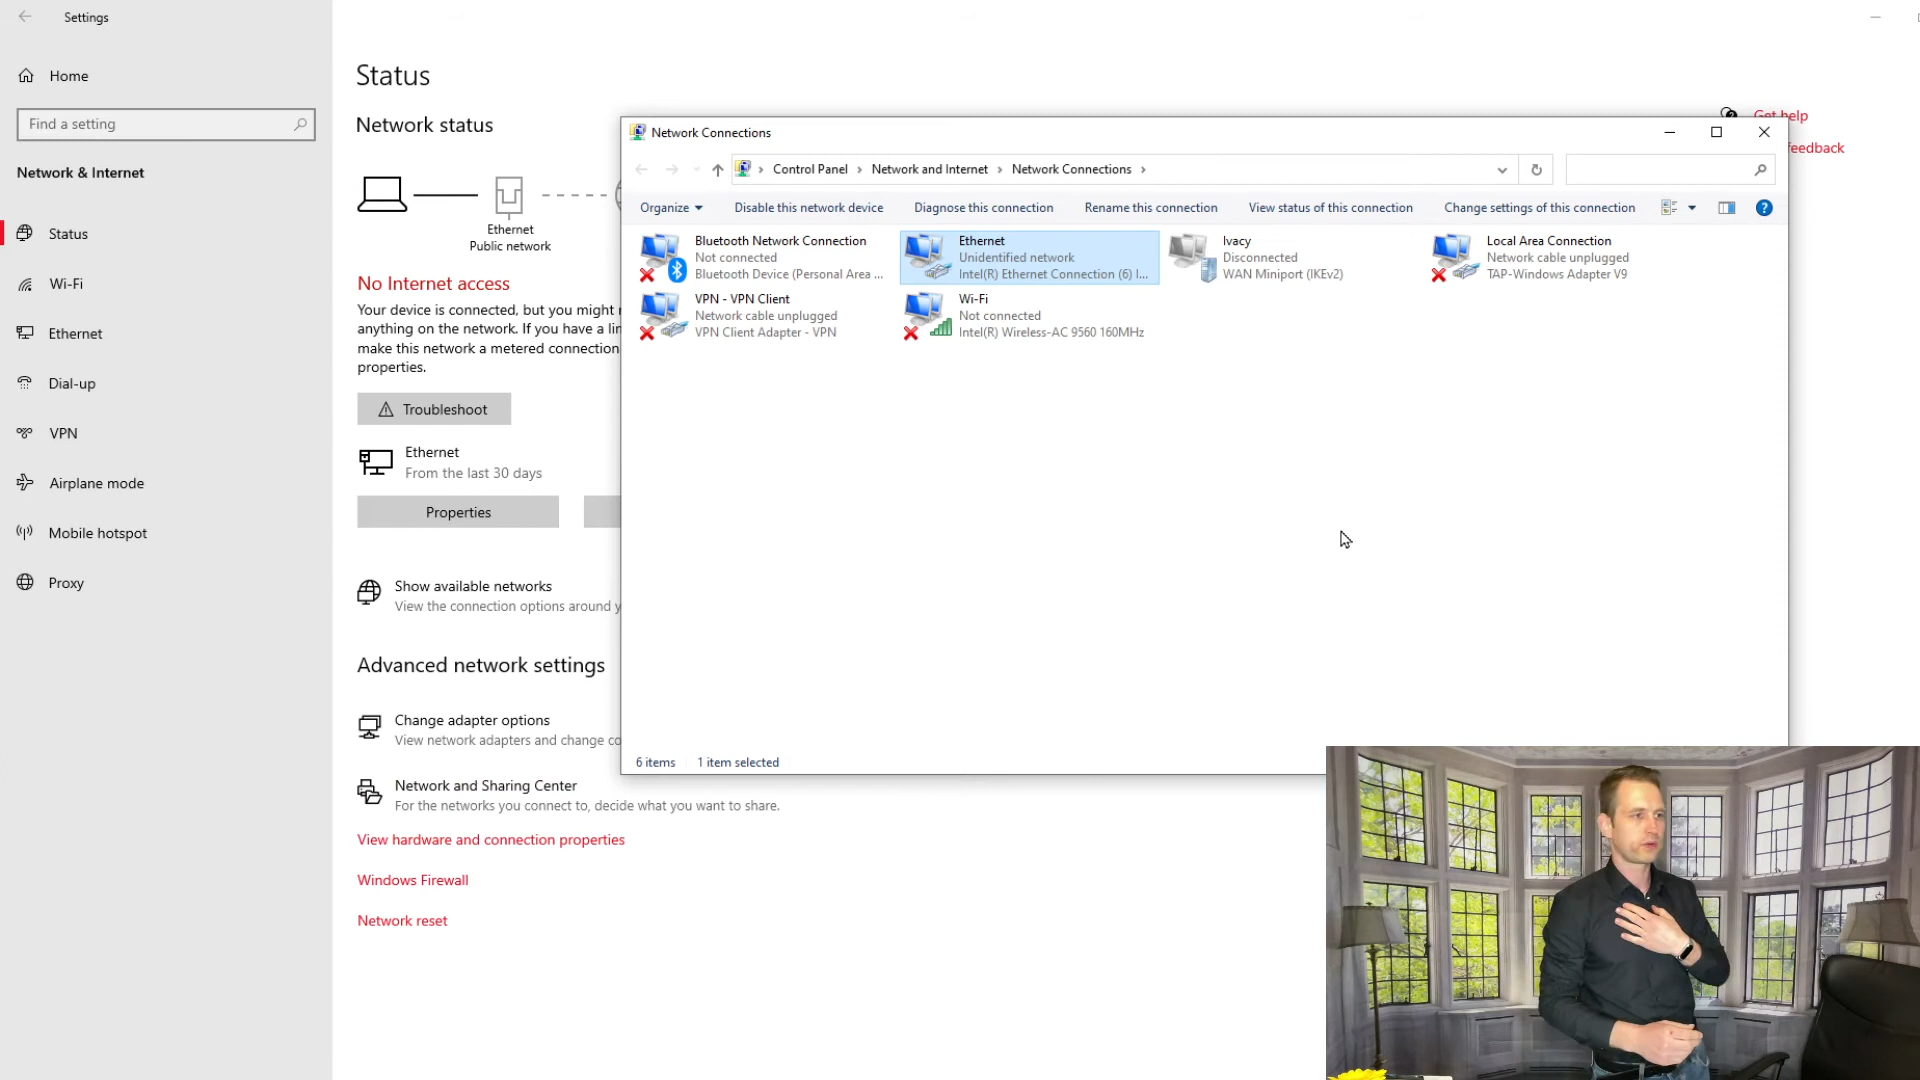 Settings
Home
Find a setting
Network & Internet
Status
Wi-Fi
Ethernet
Dial-up
VPN
Airplane mode
Mobile hotspot
Proxy
Status
Network status
Ethernet
Public network
No Internet access
Your device is connected, but you might
anything on the network. If you have a
make this network a metered connection
properties.
Troubleshoot
Ethernet
From the last 30 days
Properties
Show available networks
View the connection options around
Advanced network settings
Change adapter options
View network adapters and change
Network and Sharing Center
For the networks you connect to, decide what you want to share.
View hardware and connection properties
Windows Firewall
Network reset
Get help
feedback
Network Connections
Control Panel
Network and Internet
Network Connections
Organize
Disable this network device
Diagnose this connection
Rename this connection
View status of this connection
Change settings of this connection
Bluetooth Network Connection
Not connected
Bluetooth Device (Personal Area ...
Ethernet
Unidentified network
Intel(R) Ethernet Connection (6) I...
Ivacy
Disconnected
WAN Miniport (IKEv2)
Local Area Connection
Network cable unplugged
TAP-Windows Adapter V9
VPN - VPN Client
Network cable unplugged
VPN Client Adapter - VPN
Wi-Fi
Not connected
Intel(R) Wireless-AC 9560 160MHz
6 items
1 item selected